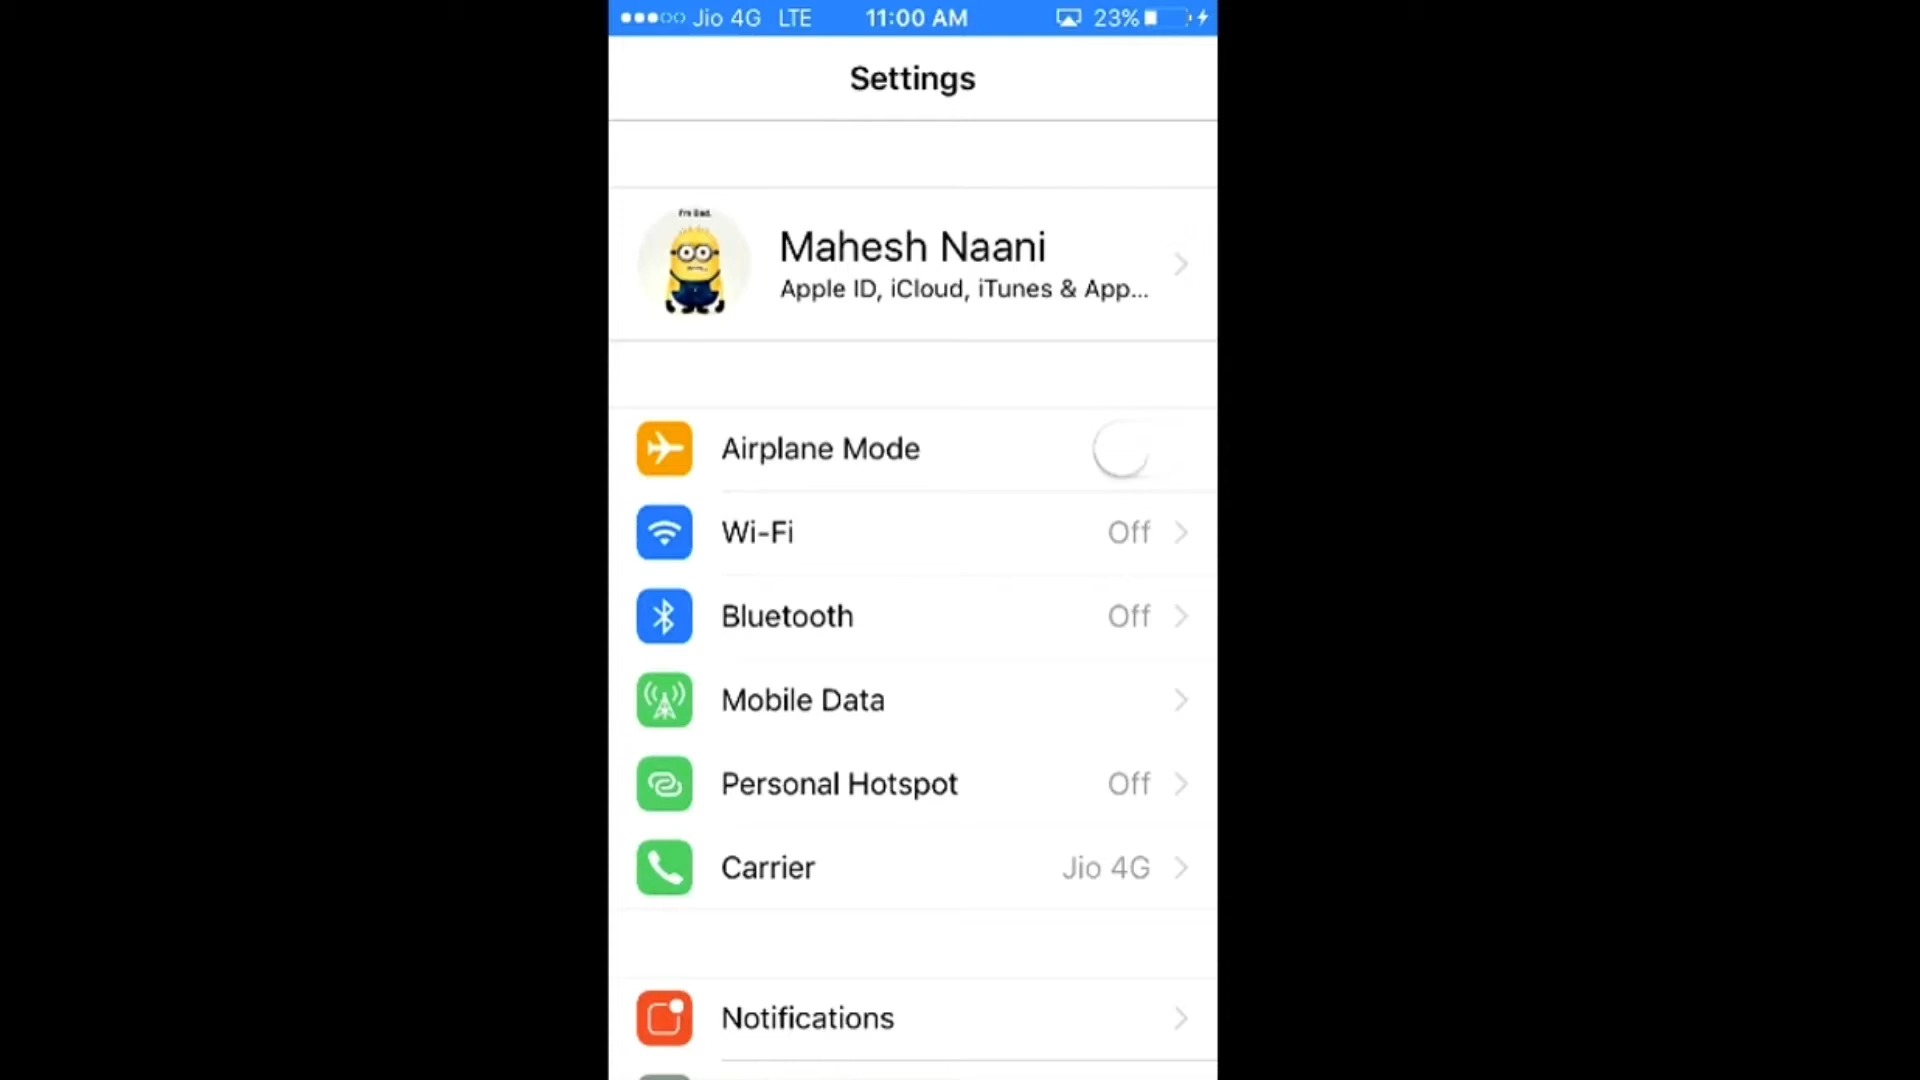 Jio 4G LTE 11:00 AM 23%
Settings
I'm Dad.
Mahesh Naani
Apple ID, iCloud, iTunes & App...
Airplane Mode
Wi-Fi Off
Bluetooth Off
Mobile Data
Personal Hotspot Off
Carrier Jio 4G
Notifications